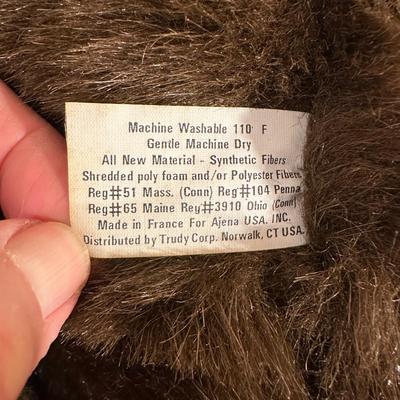 Machine Washable 110° F
Gentle Machine Dry
All New Material - Synthetic Fibers
Shredded poly foam and/or Polyester Fibers
Reg#51 Mass. (Conn) Reg#104 Penna
Reg#65 Maine Reg#3910 Ohio (Conn)
Made in France For Ajena USA. INC.
Distributed by Trudy Corp. Norwalk, CT USA.